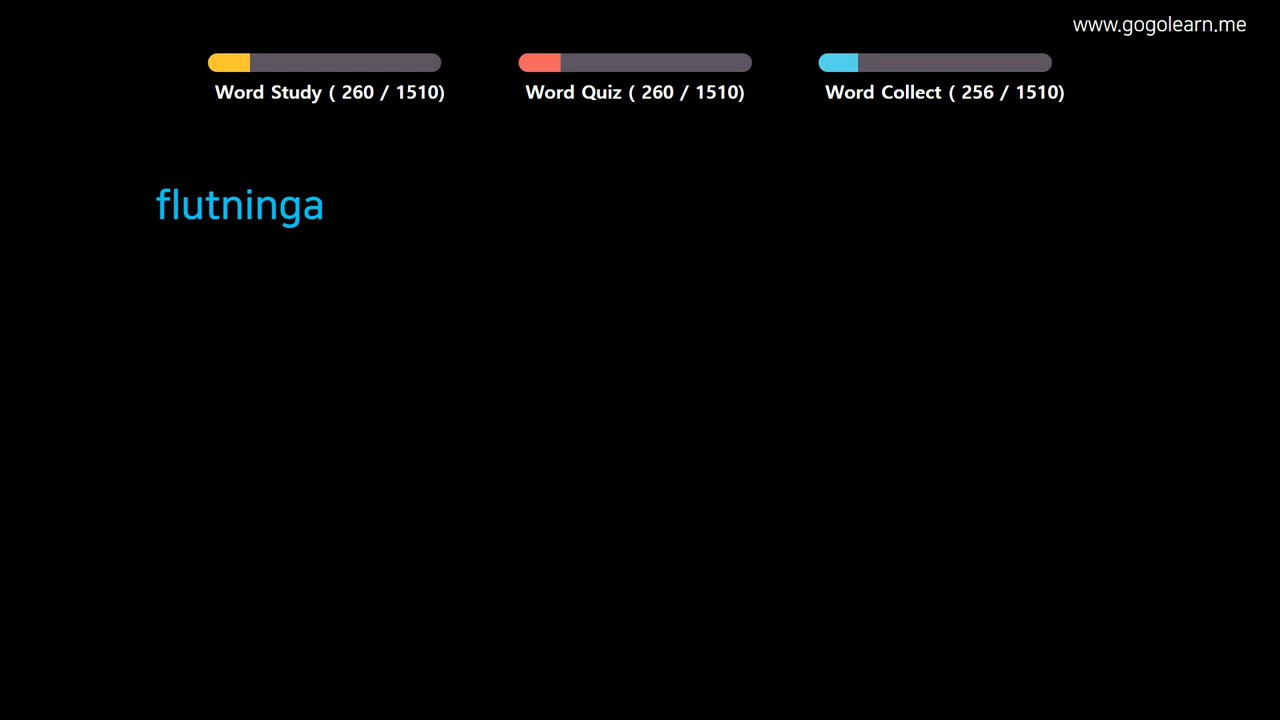 www.gogolearn.me
Word Study ( 260 / 1510)
Word Quiz ( 260 / 1510)
Word Collect ( 256 / 1510)
flutninga